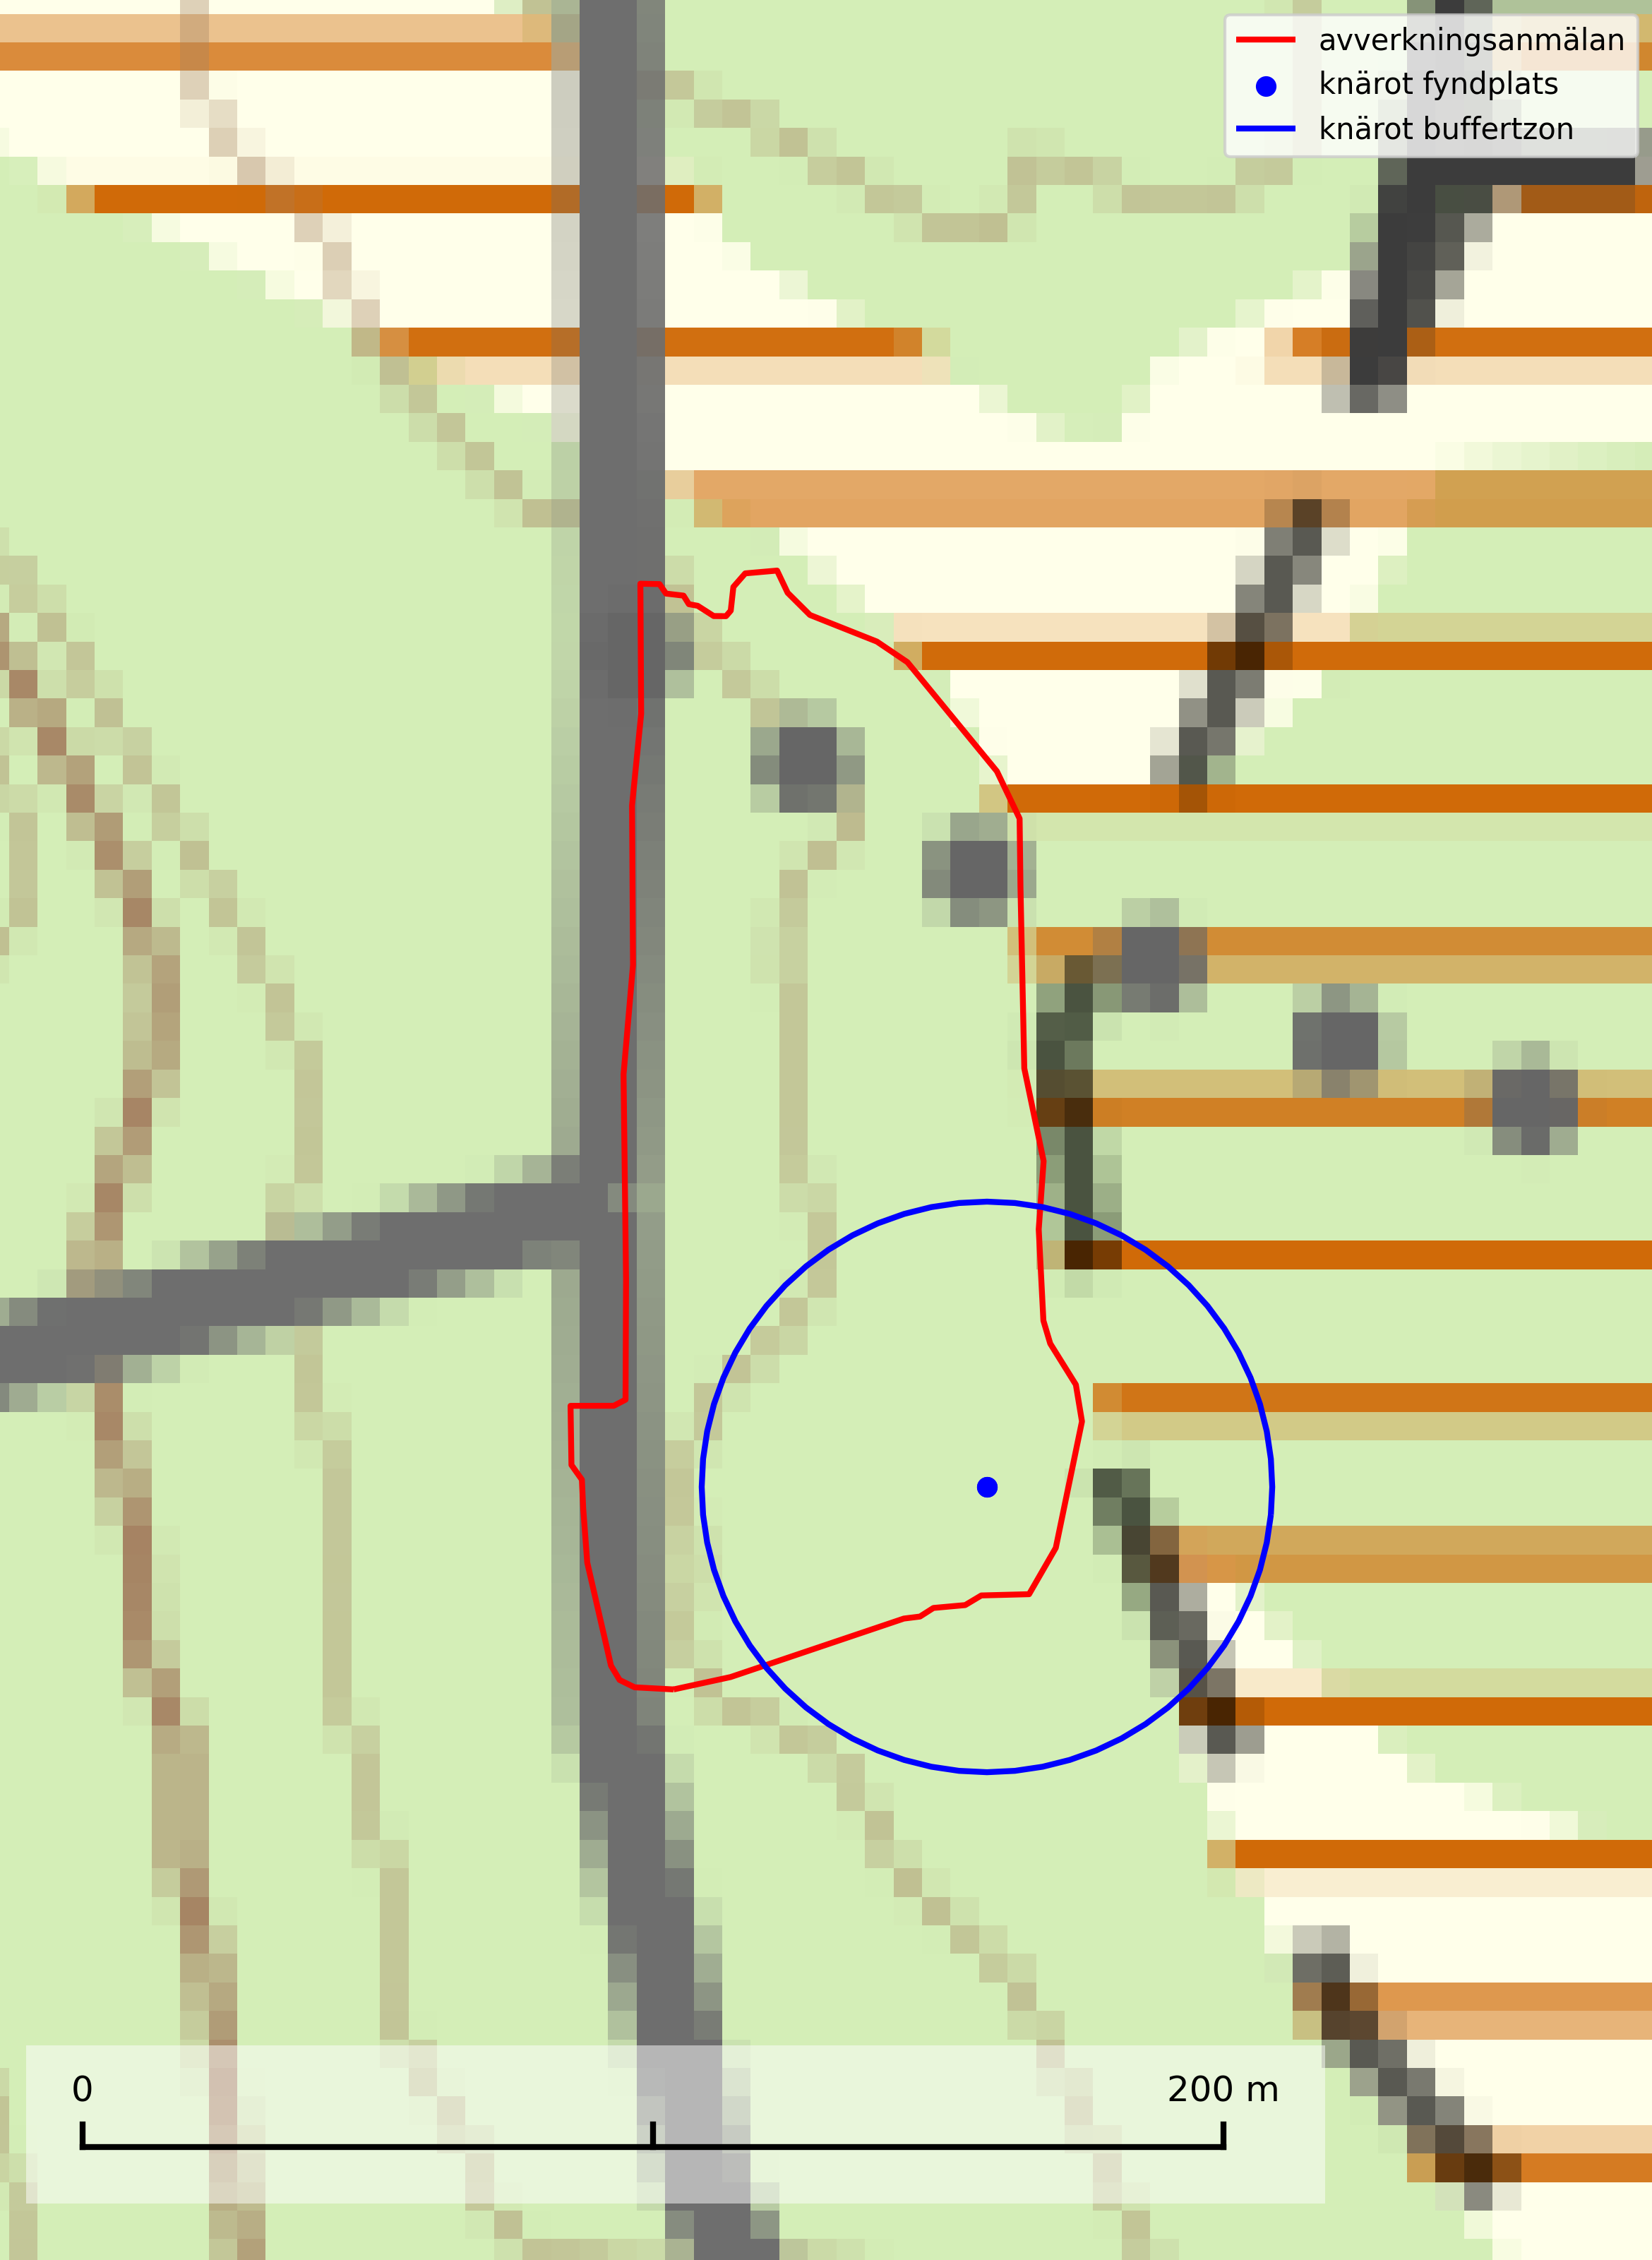 avverkningsanmälan
knärot fyndplats
knärot buffertzon
0 200 m